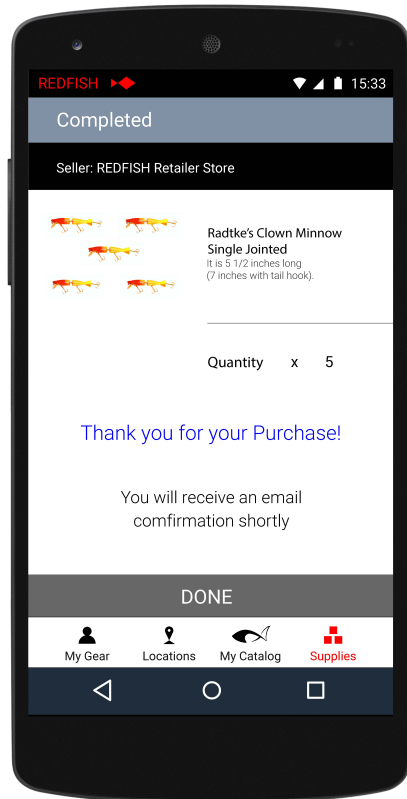 REDFISH 15:33
Completed
Seller: REDFISH Retailer Store
Radtke's Clown Minnow
Single Jointed
It is 5 1/2 inches long
(7 inches with tail hook).
Quantity x 5
Thank you for your Purchase!
You will receive an email
comfirmation shortly
DONE
My Gear Locations My Catalog Supplies